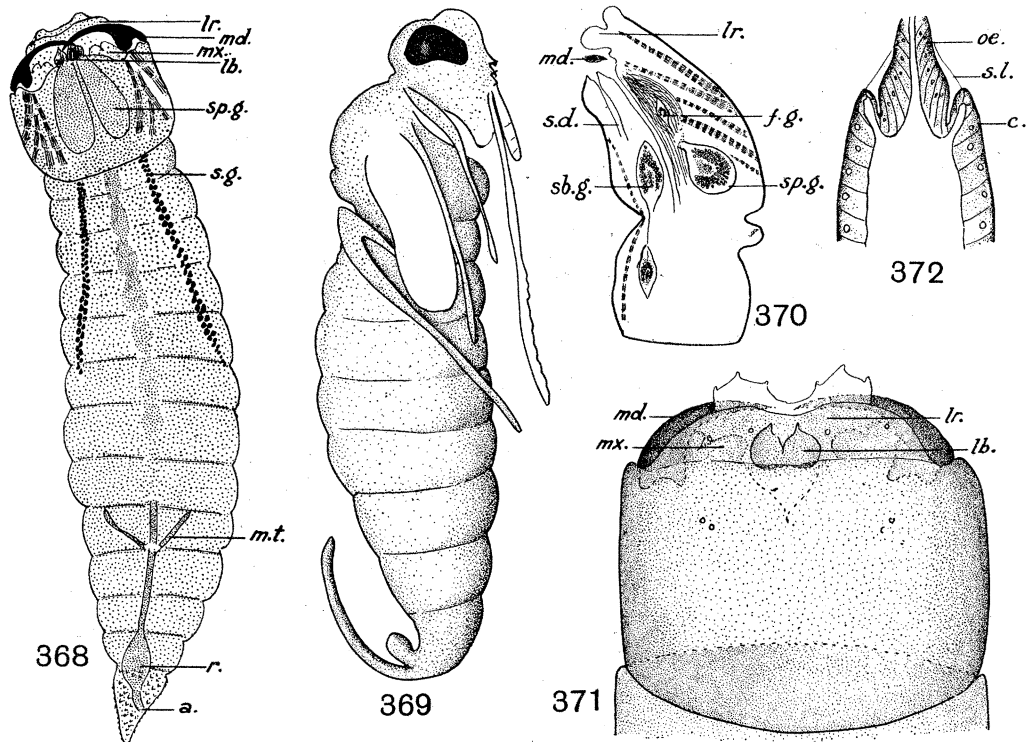 lr.
md.
mx.
lb.
sp.g.
s.g.
m.t.
r.
a.
368
369
lr.
md.
s.d.
f.g.
sb.g.
sp.g.
370
oe.
s.l.
c.
372
md.
lr.
mx.
lb.
371